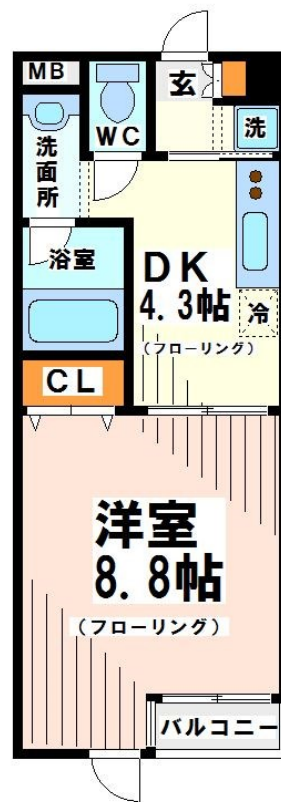 MB
玄
WC
洗
洗面所
浴室
DK
4.3帖
冷
(フローリング)
CL
洋室
8.8帖
(フローリング)
バルコニー